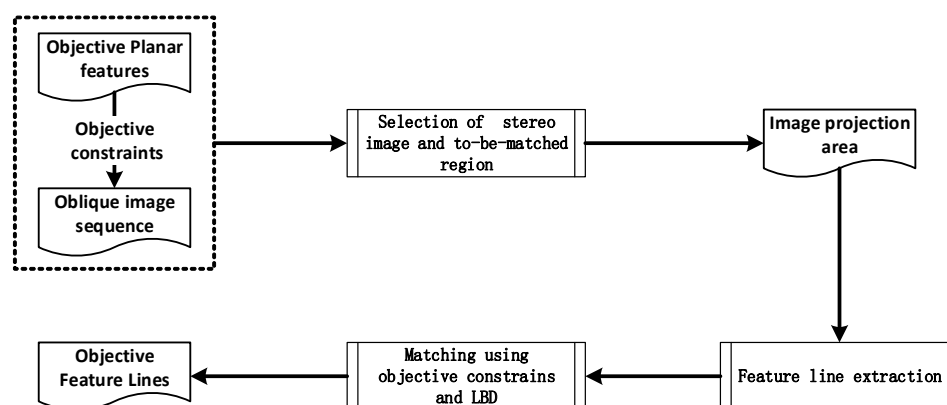 Objective Planar
features
Objective
constraints
Oblique image
sequence
Selection of stereo
image and to-be-matched
region
Image projection
area
Feature line extraction
Matching using
objective constrains
and LBD
Objective
Feature Lines